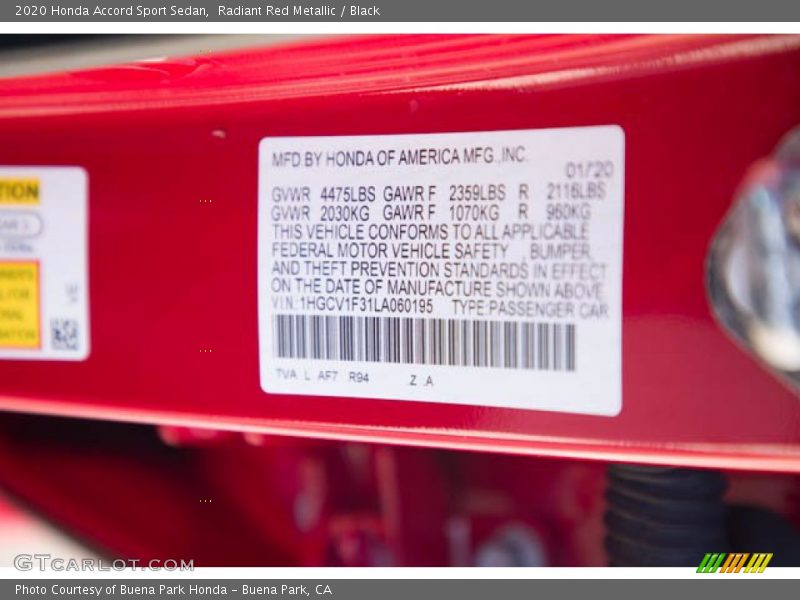 2020 Honda Accord Sport Sedan,  Radiant Red Metallic / Black
TION
MFD.BY HONDA OF AMERICA MFG.,INC.
01/'20
GVWR 4475LBS GAWR F 2359LBS R 2116LBS
GVWR 2030KG GAWR F 1070KG R 960KG
THIS VEHICLE CONFORMS TO ALL APPLICABLE
FEDERAL MOTOR VEHICLE SAFETY , BUMPER,
AND THEFT PREVENTION STANDARDS IN EFFECT
ON THE DATE OF MANUFACTURE SHOWN ABOVE.
V.I.N.:1HGCV1F31LA060195 TYPE:PASSENGER CAR
TVA L AF7 R94 .Z .A
GTCARLOT.COM
Photo Courtesy of Buena Park Honda – Buena Park, CA